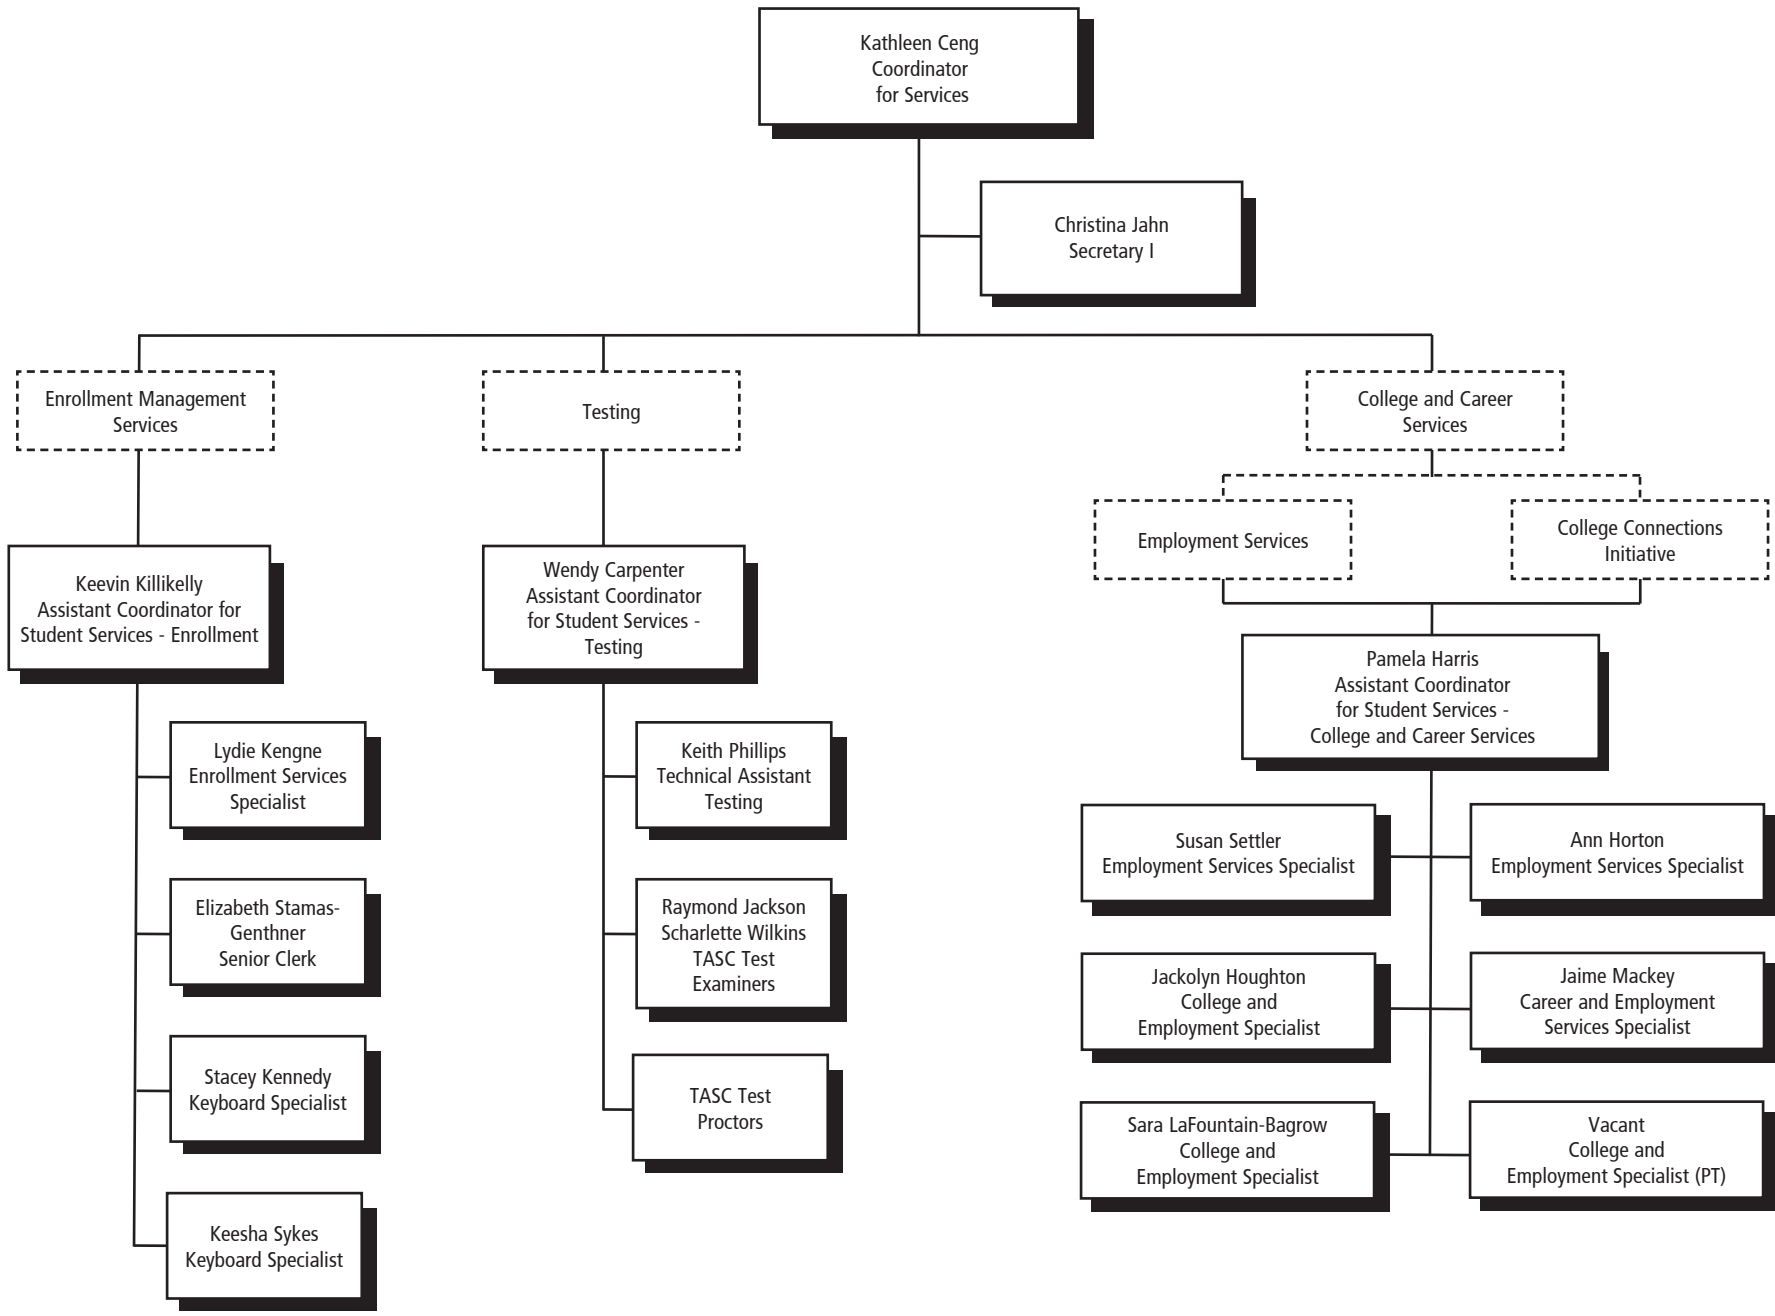 Kathleen Ceng
Coordinator
for Services
Christina Jahn
Secretary I
Enrollment Management
Services
Testing
College and Career
Services
Employment Services
College Connections
Initiative
Keevin Killikelly
Assistant Coordinator for
Student Services - Enrollment
Wendy Carpenter
Assistant Coordinator
for Student Services -
Testing
Pamela Harris
Assistant Coordinator
for Student Services -
College and Career Services
Lydie Kengne
Enrollment Services
Specialist
Elizabeth Stamas-
Genthner
Senior Clerk
Stacey Kennedy
Keyboard Specialist
Keesha Sykes
Keyboard Specialist
Keith Phillips
Technical Assistant
Testing
Raymond Jackson
Scharlette Wilkins
TASC Test
Examiners
TASC Test
Proctors
Susan Settler
Employment Services Specialist
Ann Horton
Employment Services Specialist
Jackolyn Houghton
College and
Employment Specialist
Jaime Mackey
Career and Employment
Services Specialist
Sara LaFountain-Bagrow
College and
Employment Specialist
Vacant
College and
Employment Specialist (PT)